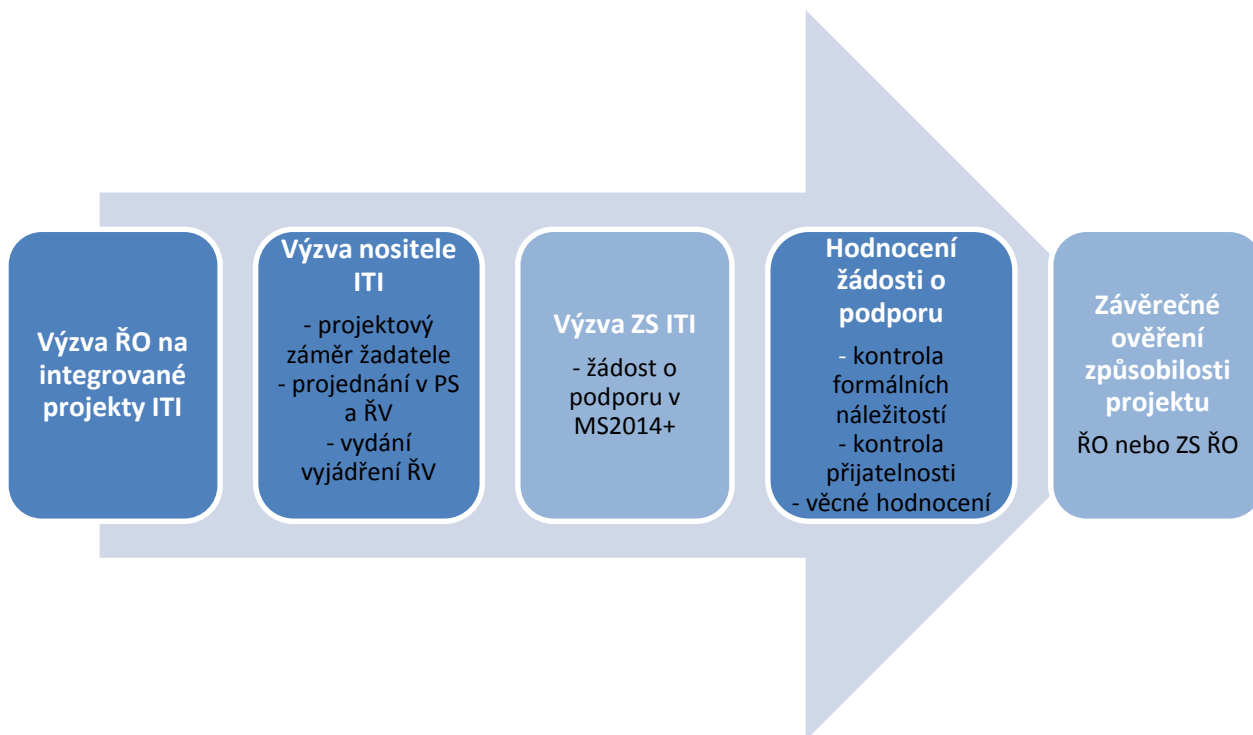 Výzva ŘO na
integrované
projekty ITI
Výzva nositele
ITI
- projektový
záměr žadatele
- projednání v PS
a ŘV
- vydání
vyjádření ŘV
Výzva ZS ITI
- žádost o
podporu v
MS2014+
Hodnocení
žádosti o
podporu
- kontrola
formálních
náležitostí
- kontrola
přijatelnosti
- věcné hodnocení
Závěrečné
ověření
způsobilosti
projektu
ŘO nebo ZS ŘO